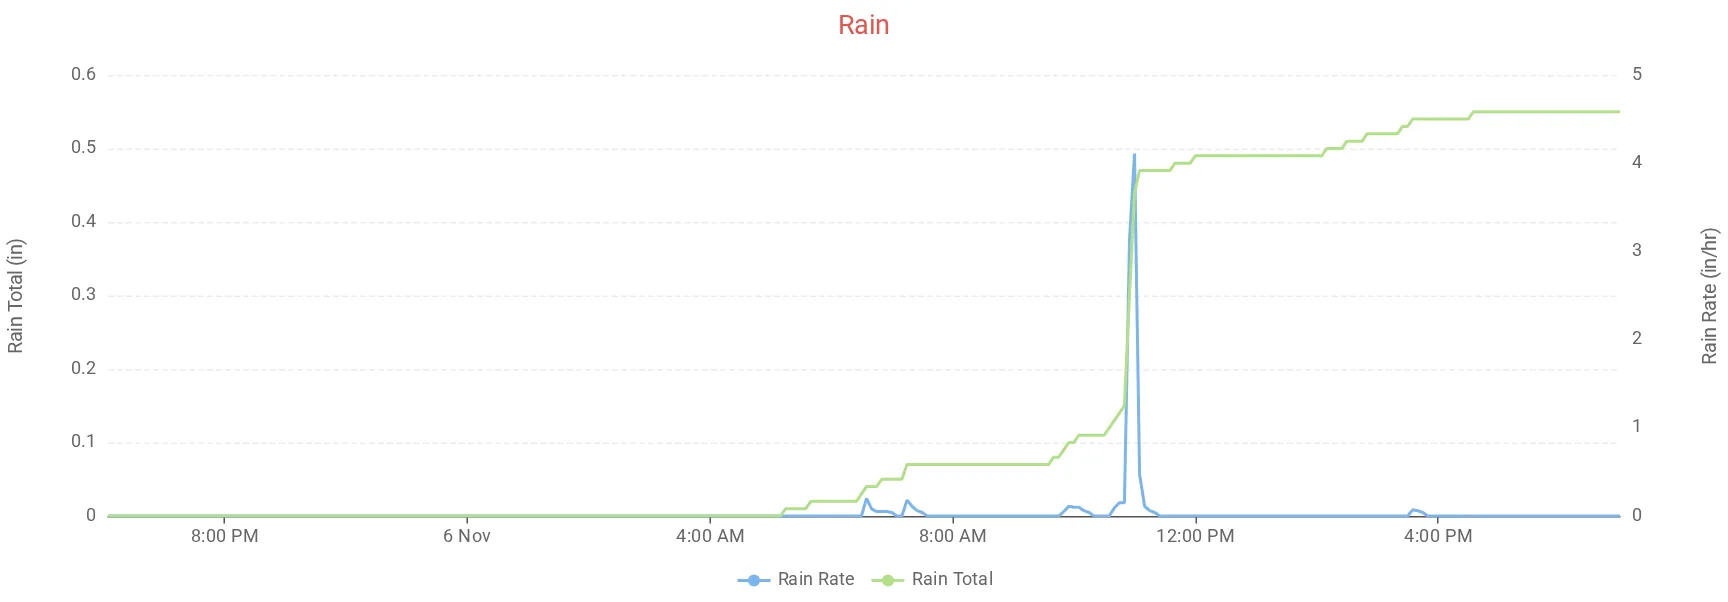 Rain
0.6
0.5
0.4
0.3
0.2
0.1
0
Rain Total (in)
5
4
3
2
1
0
Rain Rate (in/hr)
8:00 PM 6 Nov 4:00 AM 8:00 AM 12:00 PM 4:00 PM
Rain Rate Rain Total